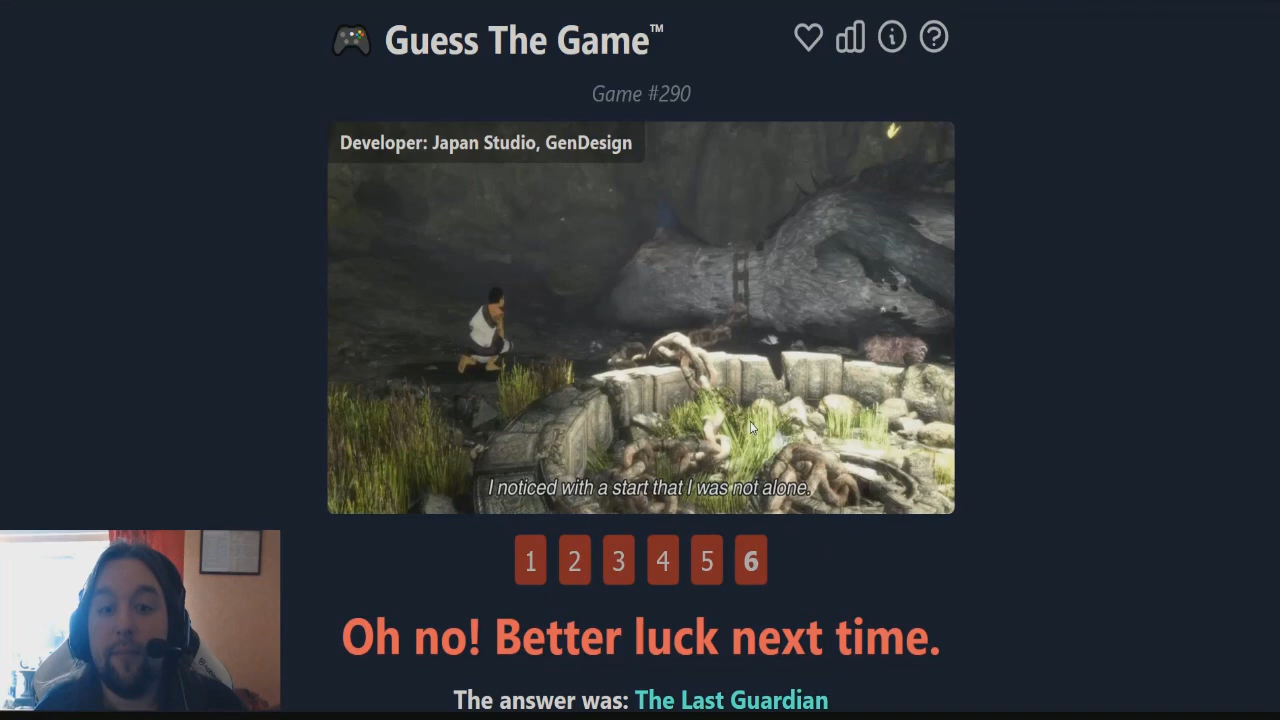 Guess The Game™
Game #290
Developer: Japan Studio, GenDesign
I noticed with a start that I was not alone.
1 2 3 4 5 6
Oh no! Better luck next time.
The answer was: The Last Guardian